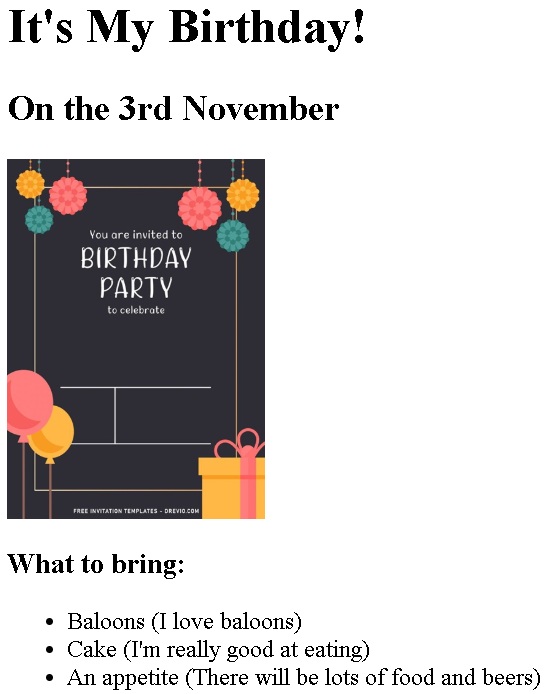 It's My Birthday!
On the 3rd November
You are invited to
BIRTHDAY
PARTY
to celebrate
FREE INVITATION TEMPLATES - DREVIO.COM
What to bring:
• Baloons (I love baloons)
• Cake (I'm really good at eating)
• An appetite (There will be lots of food and beers)